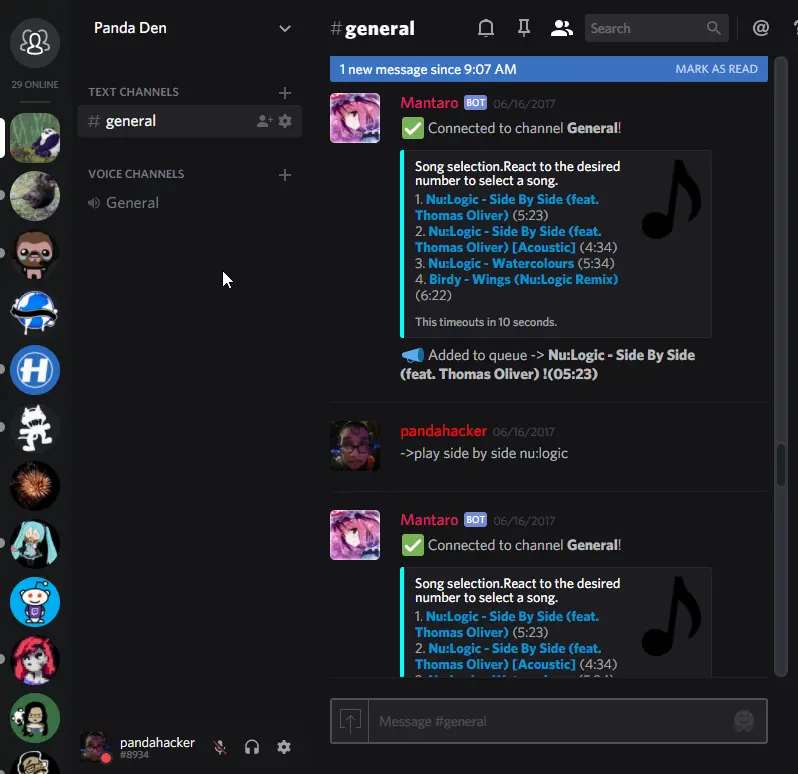 29 ONLINE
Panda Den
TEXT CHANNELS
# general
VOICE CHANNELS
General
pandahacker
#8934
#general
Search
@
?
1 new message since 9:07 AM
MARK AS READ
Mantaro BOT 06/16/2017
Connected to channel General!
Song selection.React to the desired
number to select a song.
1. Nu:Logic - Side By Side (feat.
Thomas Oliver) (5:23)
2. Nu:Logic - Side By Side (feat.
Thomas Oliver) [Acoustic] (4:34)
3. Nu:Logic - Watercolours (5:34)
4. Birdy - Wings (Nu:Logic Remix)
(6:22)
This timeouts in 10 seconds.
Added to queue -> Nu:Logic - Side By Side
(feat. Thomas Oliver) !(05:23)
pandahacker 06/16/2017
->play side by side nu:logic
Mantaro BOT 06/16/2017
Connected to channel General!
Song selection.React to the desired
number to select a song.
1. Nu:Logic - Side By Side (feat.
Thomas Oliver) (5:23)
2. Nu:Logic - Side By Side (feat.
Thomas Oliver) [Acoustic] (4:34)
Message #general